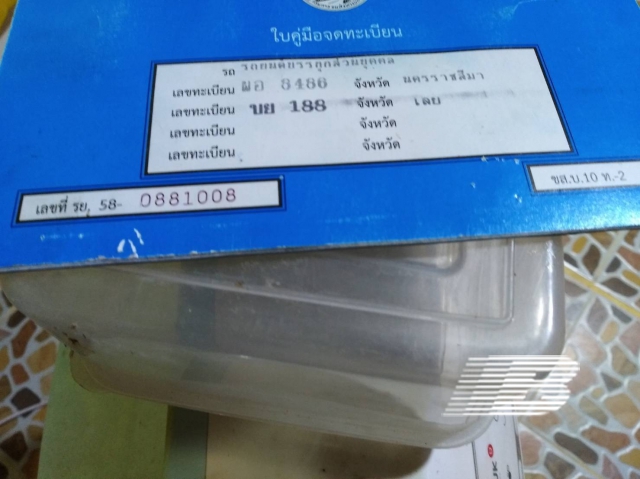 ใบคู่มือจดทะเบียน
รถ รถยนต์บรรทุกส่วนบุคคล
เลขทะเบียน ผอ 8486 จังหวัด นครราชสีมา
เลขทะเบียน บย 188 จังหวัด เลย
เลขทะเบียน จังหวัด
เลขทะเบียน จังหวัด
เลขที่ รย, 58- 0881008
ขส.บ.10 ท.-2
B